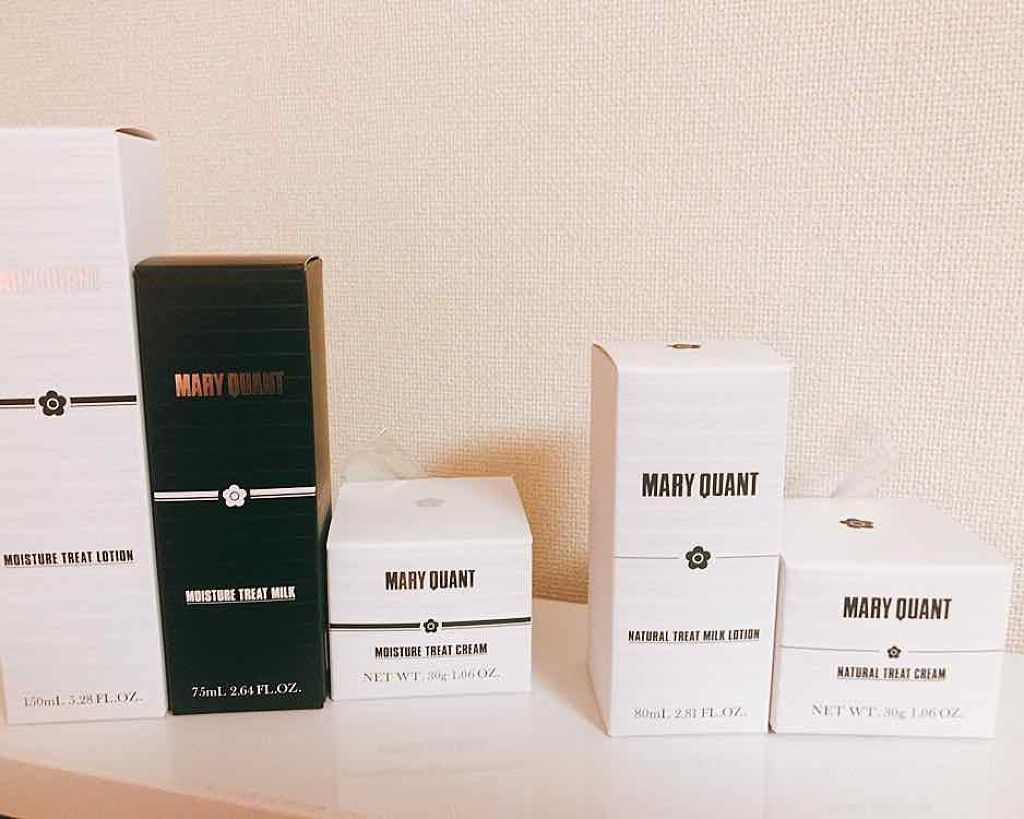 MARY QUANT
MOISTURE TREAT LOTION
150mL 5.28 FL.OZ.
MARY QUANT
MOISTURE TREAT MILK
75mL 2.64 FL.OZ.
MARY QUANT
MOISTURE TREAT CREAM
NET WT. 30g 1.06 OZ.
MARY QUANT
NATURAL TREAT MILK LOTION
80mL 2.81 FL.OZ.
MARY QUANT
NATURAL TREAT CREAM
NET WT. 30g 1.06 OZ.